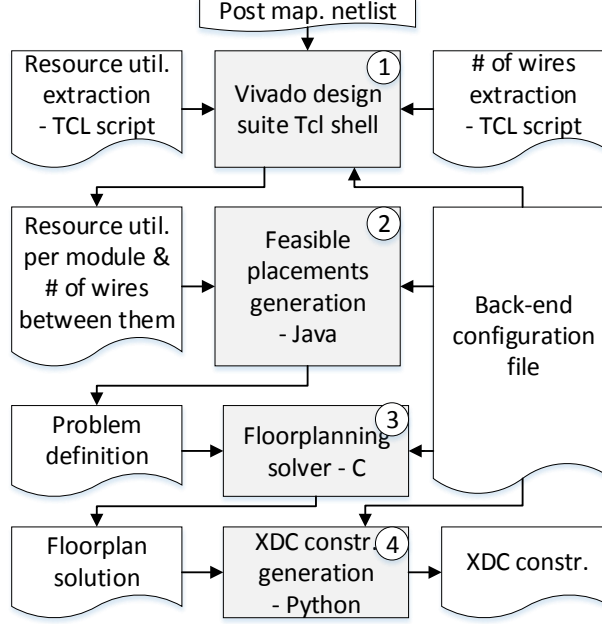 Post map. netlist
Resource util.
extraction
- TCL script
1
Vivado design
suite Tcl shell
# of wires
extraction
- TCL script
Resource util.
per module &
# of wires
between them
2
Feasible
placements
generation
- Java
Back-end
configuration
file
Problem
definition
3
Floorplanning
solver - C
Floorplan
solution
4
XDC constr.
generation
- Python
XDC constr.